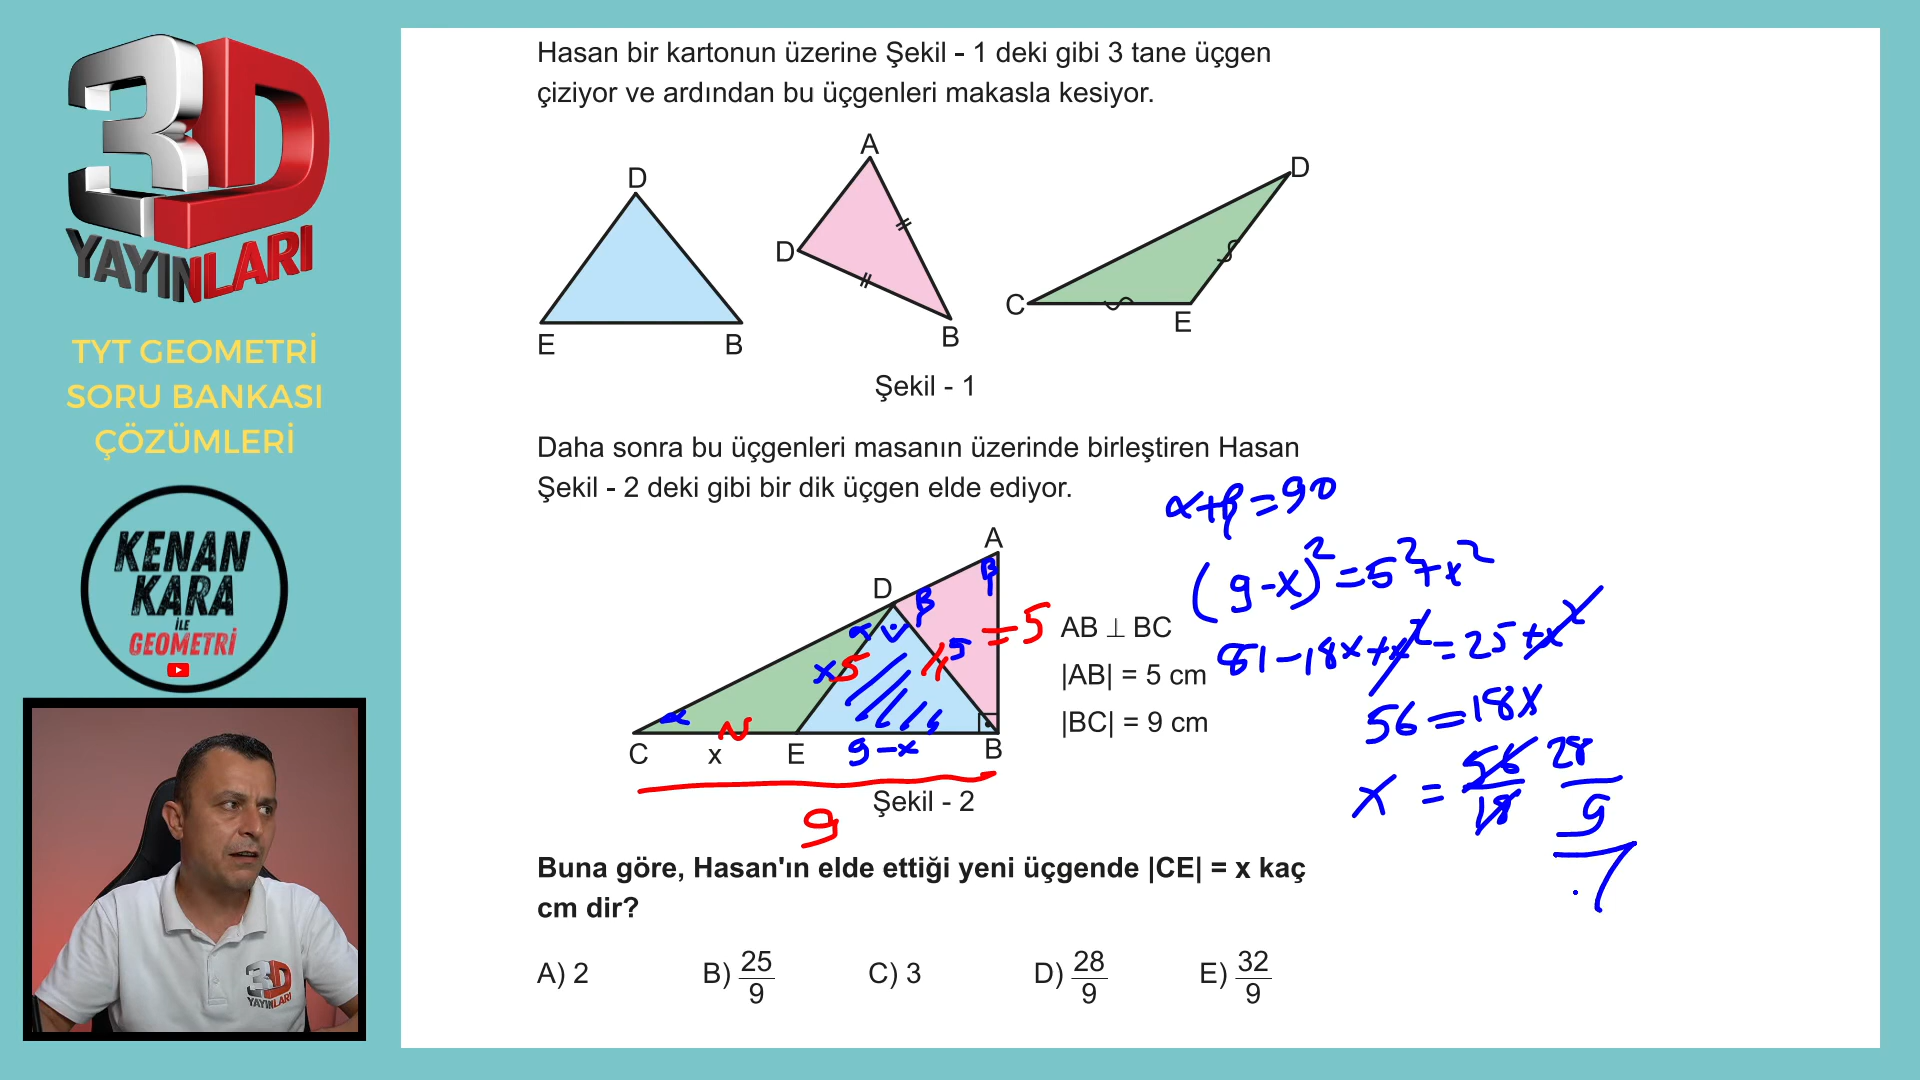 3D
YAYINLARI
TYT GEOMETRİ
SORU BANKASI
ÇÖZÜMLERİ
KENAN
KARA
İLE
GEOMETRİ
3D
YAYINLARI
Hasan bir kartonun üzerine Şekil - 1 deki gibi 3 tane üçgen
çiziyor ve ardından bu üçgenleri makasla kesiyor.
D
E
B
A
D
B
D
C
E
Şekil - 1
Daha sonra bu üçgenleri masanın üzerinde birleştiren Hasan
Şekil - 2 deki gibi bir dik üçgen elde ediyor.
A
β
D
β
α
= 5
x 5
5
α
C
x
E
9-x
B
9
Şekil - 2
AB ⊥ BC
|AB| = 5 cm
|BC| = 9 cm
α+β=90
(9-x)²=5²+x²
81-18x+x²=25+x²
56=18x
x = 56/18 28/9
Buna göre, Hasan'ın elde ettiği yeni üçgende |CE| = x kaç
cm dir?
A) 2 B) 25/9 C) 3 D) 28/9 E) 32/9